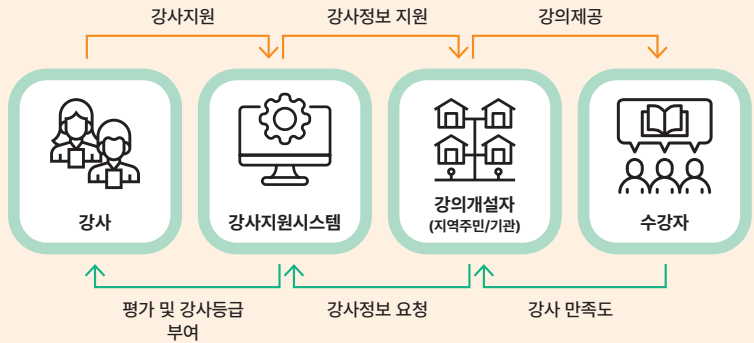 강사지원
강사정보 지원
강의제공
강사
강사지원시스템
강의개설자
(지역주민/기관)
수강자
평가 및 강사등급
부여
강사정보 요청
강사 만족도